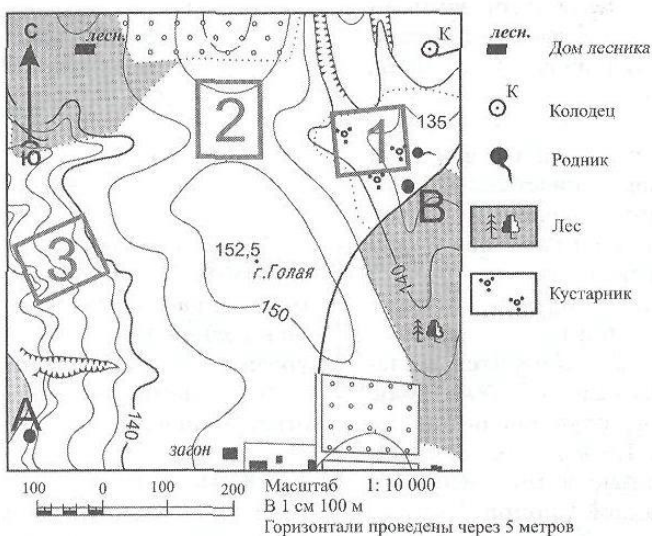 лесн.
К
С
Ю
2
1
135
В
3
152,5
г.Голая
150
140
140
А
загон
100 0 100 200
Масштаб 1: 10 000
В 1 см 100 м
Горизонтали проведены через 5 метров
лесн.
Дом лесника
К
Колодец
Родник
Лес
Кустарник